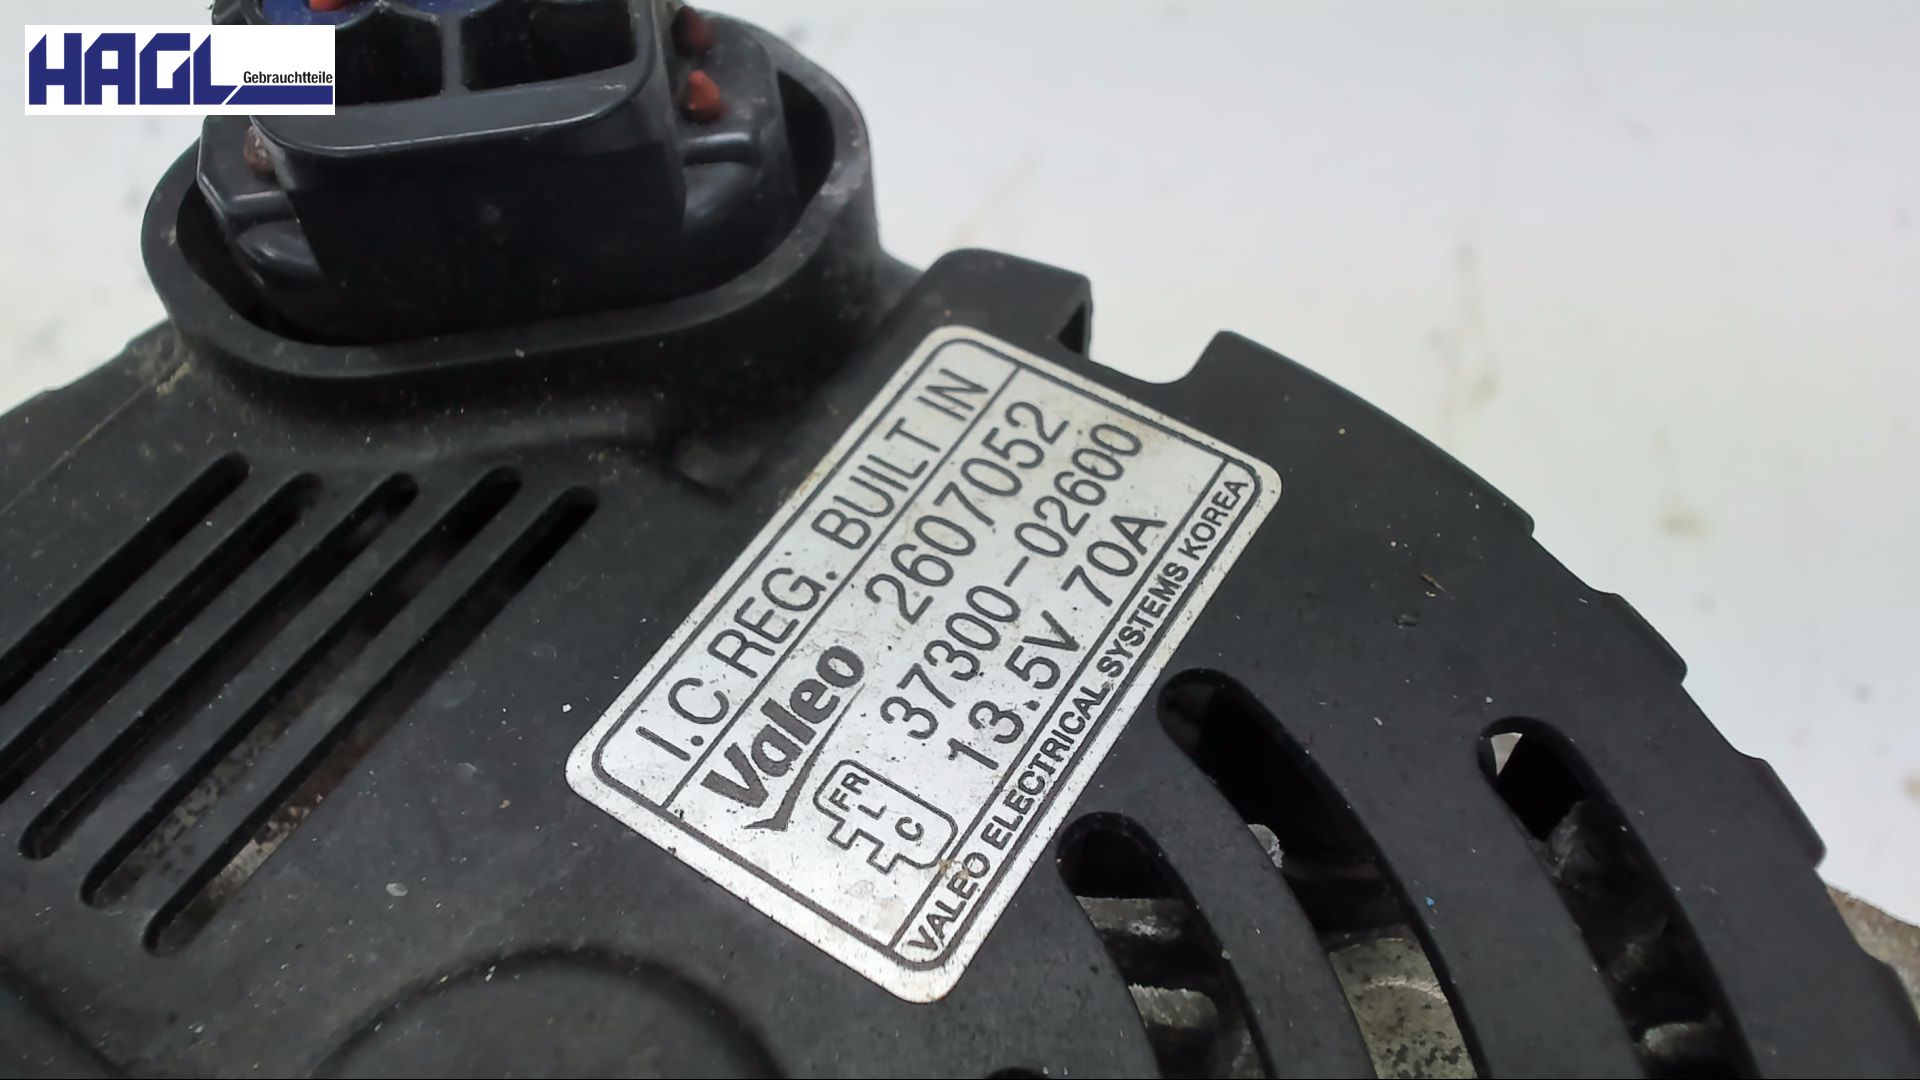 HAGL
Gebrauchtteile
I.C REG. BUILT IN
Valeo 2607052
37300-02600
13.5V 70A
FR
L
C
VALEO ELECTRICAL SYSTEMS KOREA